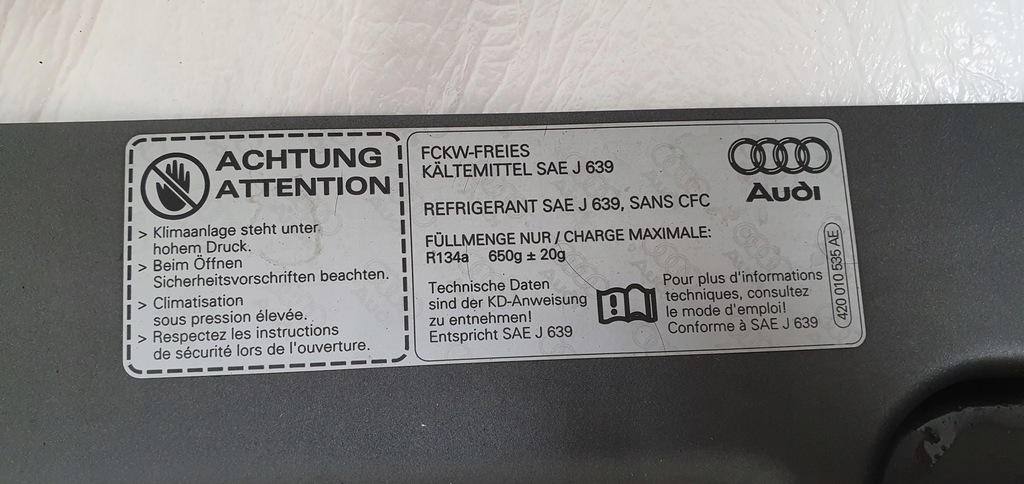 ACHTUNG
ATTENTION
> Klimaanlage steht unter
hohem Druck.
> Beim Öffnen
Sicherheitsvorschriften beachten.
> Climatisation
sous pression élevée.
> Respectez les instructions
de sécurité lors de l'ouverture.
FCKW-FREIES
KÄLTEMITTEL SAE J 639
REFRIGERANT SAE J 639, SANS CFC
FÜLLMENGE NUR / CHARGE MAXIMALE:
R134a 650g ± 20g
Technische Daten
sind der KD-Anweisung
zu entnehmen!
Entspricht SAE J 639
Pour plus d'informations
techniques, consultez
le mode d'emploi!
Conforme à SAE J 639
Audi
420 010 535 AE